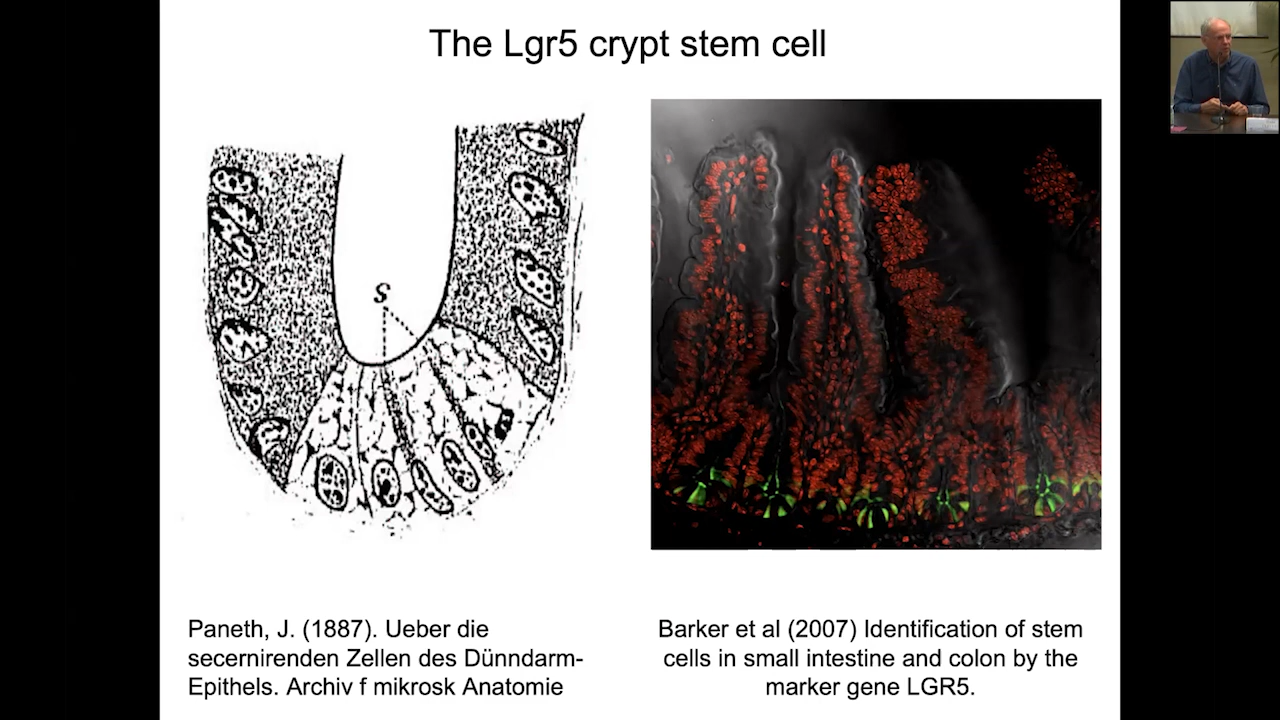 The Lgr5 crypt stem cell
S
Paneth, J. (1887). Ueber die
secernirenden Zellen des Dünndarm-
Epithels. Archiv f mikrosk Anatomie
Barker et al (2007) Identification of stem
cells in small intestine and colon by the
marker gene LGR5.